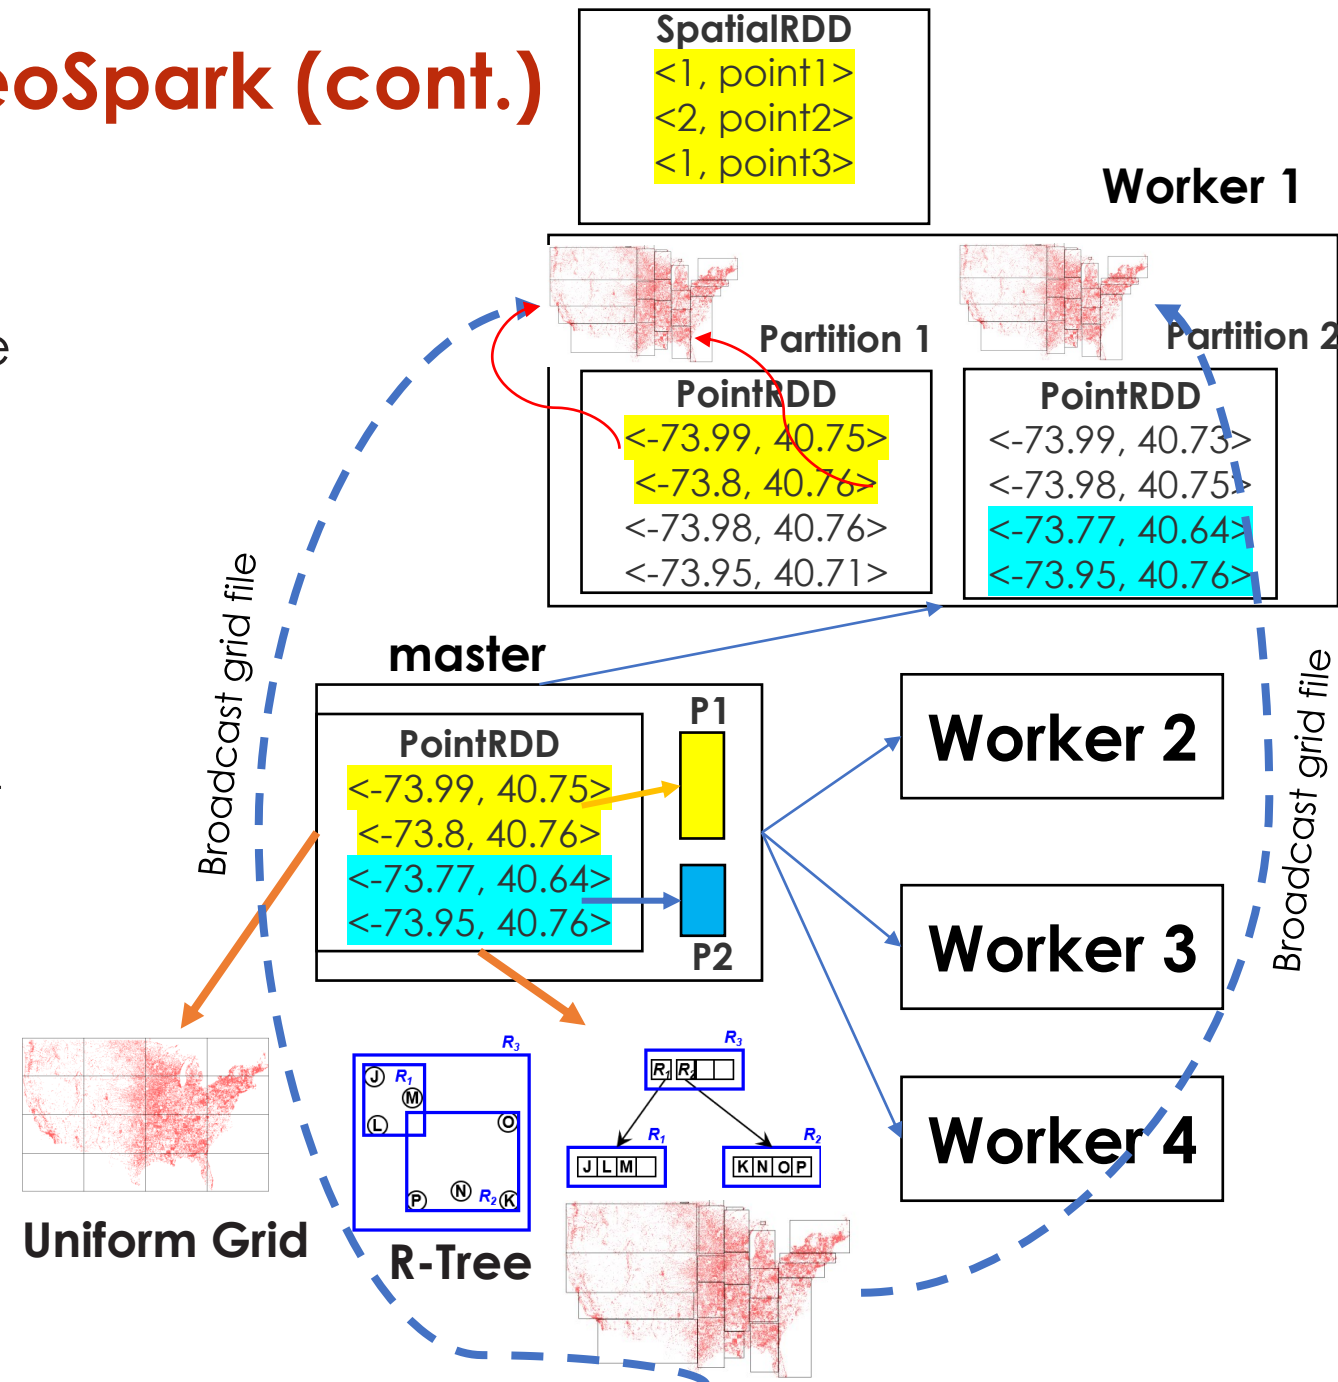 eoSpark (cont.)
SpatialRDD
<1, point1>
<2, point2>
<1, point3>
Worker 1
e
Partition 1
Partition 2
PointRDD
<-73.99, 40.75>
<-73.8, 40.76>
<-73.98, 40.76>
<-73.95, 40.71>
PointRDD
<-73.99, 40.73>
<-73.98, 40.75>
<-73.77, 40.64>
<-73.95, 40.76>
Broadcast grid file
master
P1
PointRDD
<-73.99, 40.75>
<-73.8, 40.76>
<-73.77, 40.64>
<-73.95, 40.76>
P2
Worker 2
Worker 3
Worker 4
Broadcast grid file
Uniform Grid
R3
J R1
M
L
O
P N R2 K
R-Tree
R3
R1 R2
R1
J L M
R2
K N O P